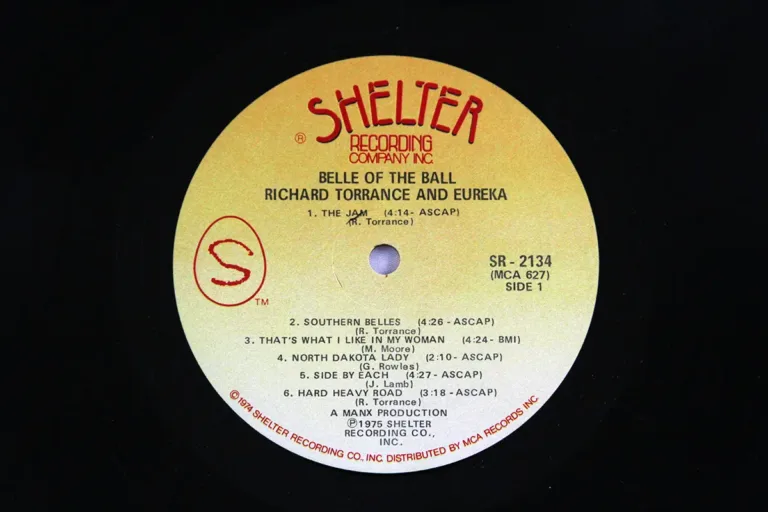 SHELTER
®
RECORDING
COMPANY INC.
BELLE OF THE BALL
RICHARD TORRANCE AND EUREKA
1. THE JAM (4:14- ASCAP)
(R. Torrance)
S
TM
SR - 2134
(MCA 627)
SIDE 1
2. SOUTHERN BELLES (4:26 - ASCAP)
(R. Torrance)
3. THAT'S WHAT I LIKE IN MY WOMAN (4:24 - BMI)
(M. Moore)
4. NORTH DAKOTA LADY (2:10 - ASCAP)
(G. Rowles)
5. SIDE BY EACH (4:27 - ASCAP)
(J. Lamb)
6. HARD HEAVY ROAD (3:18 - ASCAP)
(R. Torrance)
A MANX PRODUCTION
℗1975 SHELTER
RECORDING CO.,
INC.
©1974 SHELTER RECORDING CO., INC. DISTRIBUTED BY MCA RECORDS INC.